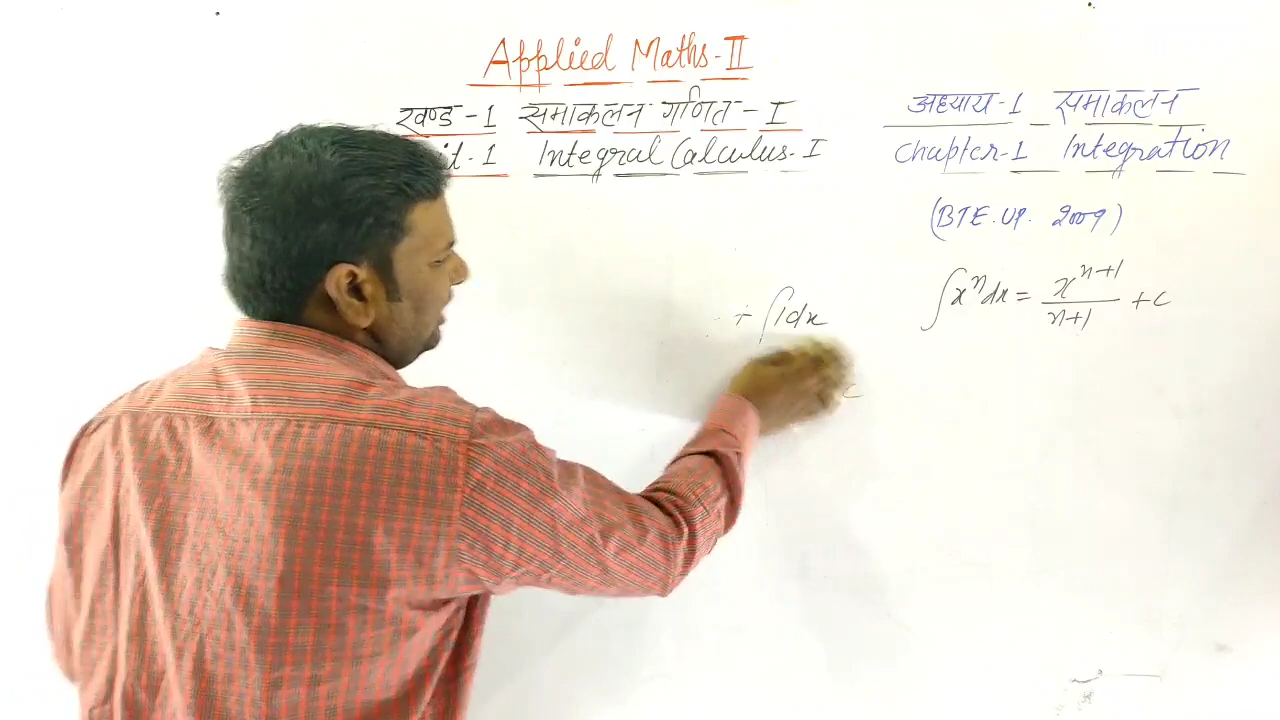 Applied Maths-II
खण्ड-1 समाकलन गणित-I
it-1 Integral Calculus-I
अध्याय-1 समाकलन
Chapter-1 Integration
(BTE.UP. 2009)
+ ∫1dx
∫xⁿdx = xⁿ⁺¹/n+1 + c
c